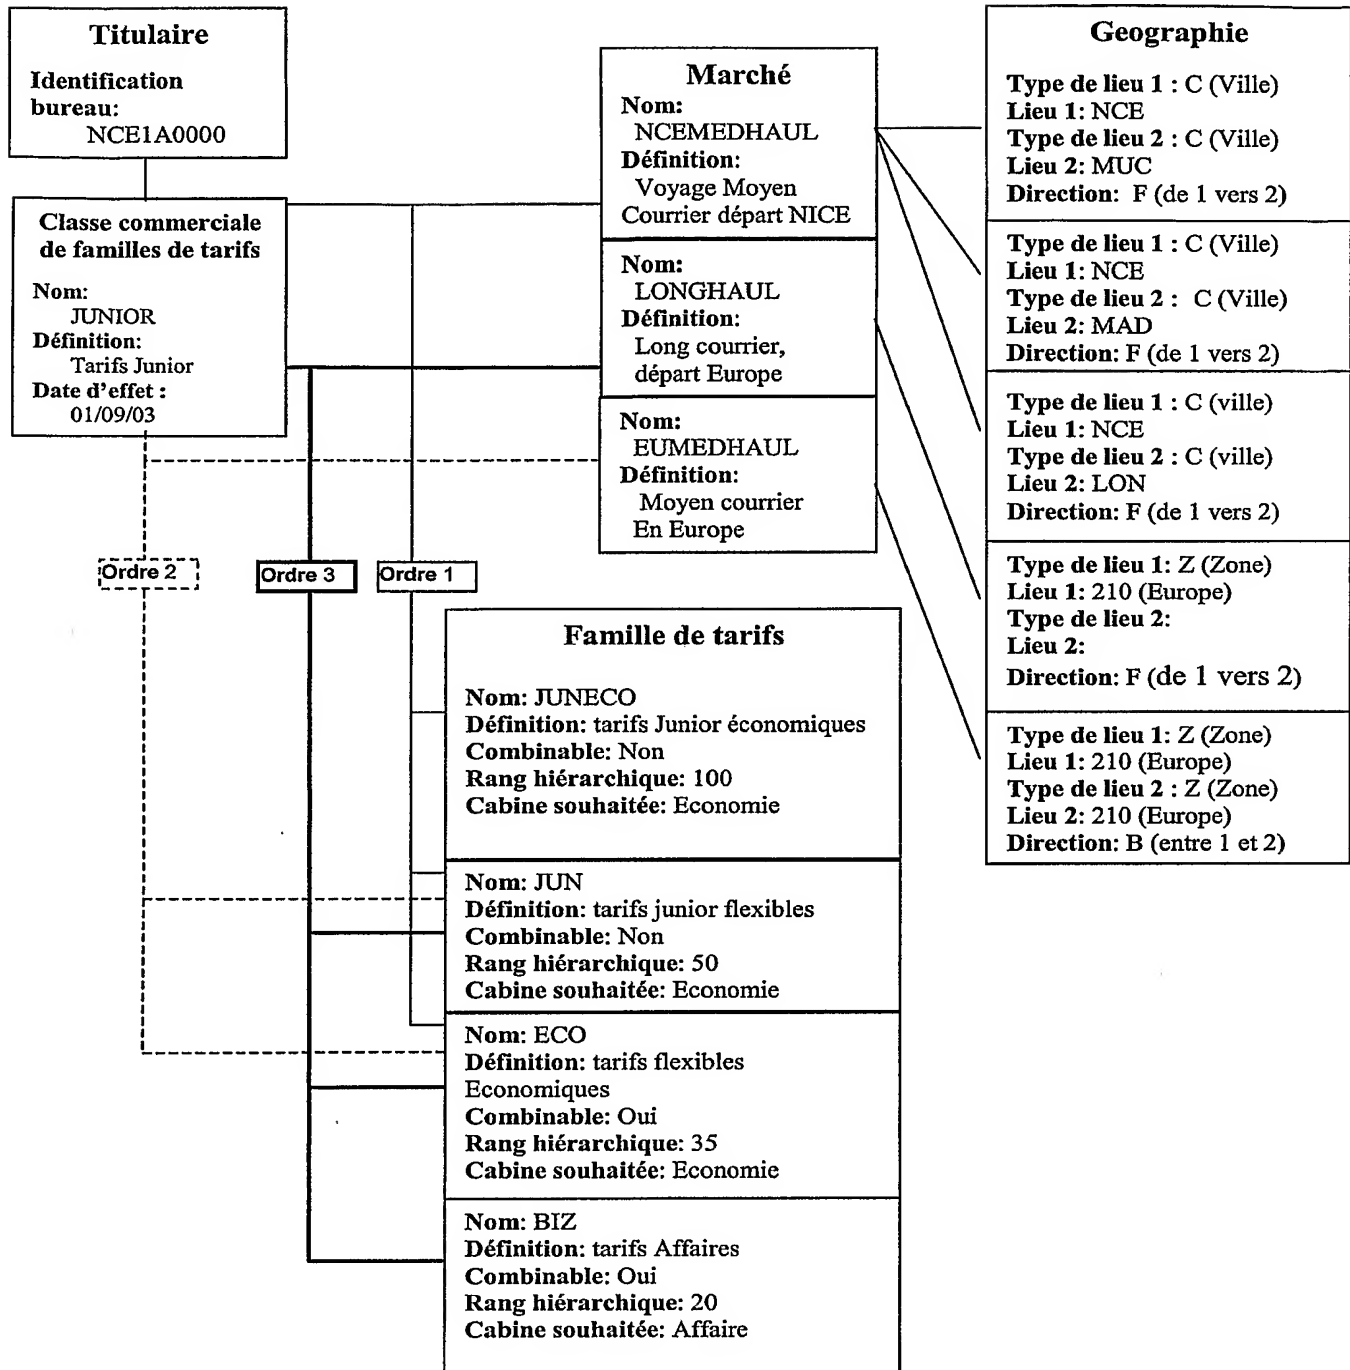 Titulaire
Identification
bureau:
NCE1A0000
Classe commerciale
de familles de tarifs
Nom:
JUNIOR
Définition:
Tarifs Junior
Date d'effet :
01/09/03
Marché
Nom:
NCEMEDHAUL
Définition:
Voyage Moyen
Courrier départ NICE
Nom:
LONGHAUL
Définition:
Long courrier,
départ Europe
Nom:
EUMEDHAUL
Définition:
Moyen courrier
En Europe
Geographie
Type de lieu 1 : C (Ville)
Lieu 1: NCE
Type de lieu 2 : C (Ville)
Lieu 2: MUC
Direction: F (de 1 vers 2)
Type de lieu 1 : C (Ville)
Lieu 1: NCE
Type de lieu 2 : C (Ville)
Lieu 2: MAD
Direction: F (de 1 vers 2)
Type de lieu 1 : C (ville)
Lieu 1: NCE
Type de lieu 2 : C (ville)
Lieu 2: LON
Direction: F (de 1 vers 2)
Type de lieu 1: Z (Zone)
Lieu 1: 210 (Europe)
Type de lieu 2:
Lieu 2:
Direction: F (de 1 vers 2)
Type de lieu 1: Z (Zone)
Lieu 1: 210 (Europe)
Type de lieu 2 : Z (Zone)
Lieu 2: 210 (Europe)
Direction: B (entre 1 et 2)
Ordre 2
Ordre 3
Ordre 1
Famille de tarifs
Nom: JUNECO
Définition: tarifs Junior économiques
Combinable: Non
Rang hiérarchique: 100
Cabine souhaitée: Economie
Nom: JUN
Définition: tarifs junior flexibles
Combinable: Non
Rang hiérarchique: 50
Cabine souhaitée: Economie
Nom: ECO
Définition: tarifs flexibles
Economiques
Combinable: Oui
Rang hiérarchique: 35
Cabine souhaitée: Economie
Nom: BIZ
Définition: tarifs Affaires
Combinable: Oui
Rang hiérarchique: 20
Cabine souhaitée: Affaire